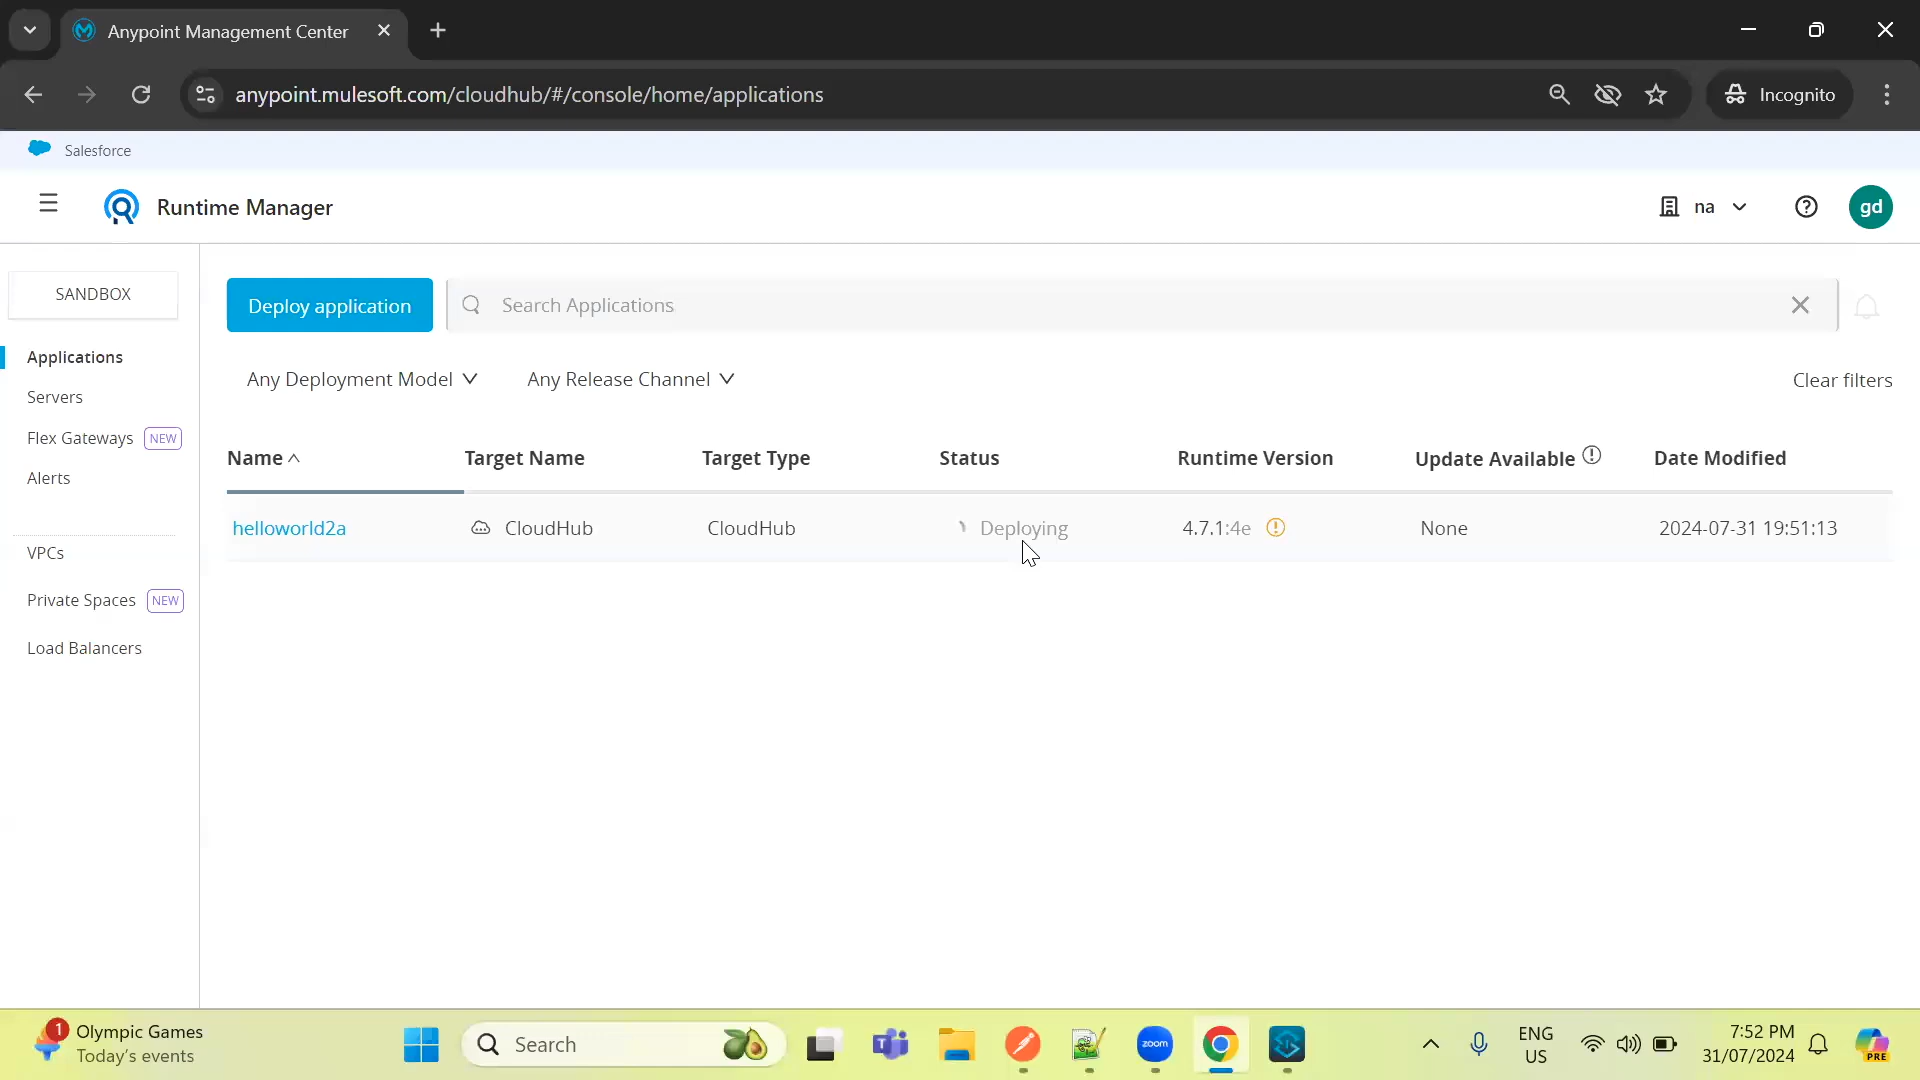 Anypoint Management Center
anypoint.mulesoft.com/cloudhub/#/console/home/applications
Incognito
Salesforce
Runtime Manager
na
gd
SANDBOX
Applications
Servers
Flex Gateways NEW
Alerts
VPCs
Private Spaces NEW
Load Balancers
Deploy application
Search Applications
Any Deployment Model
Any Release Channel
Clear filters
Name Target Name Target Type Status Runtime Version Update Available Date Modified
helloworld2a CloudHub CloudHub Deploying 4.7.1:4e None 2024-07-31 19:51:13
1
Olympic Games
Today's events
Search
T
zoom
ENG
US
7:52 PM
31/07/2024
PRE